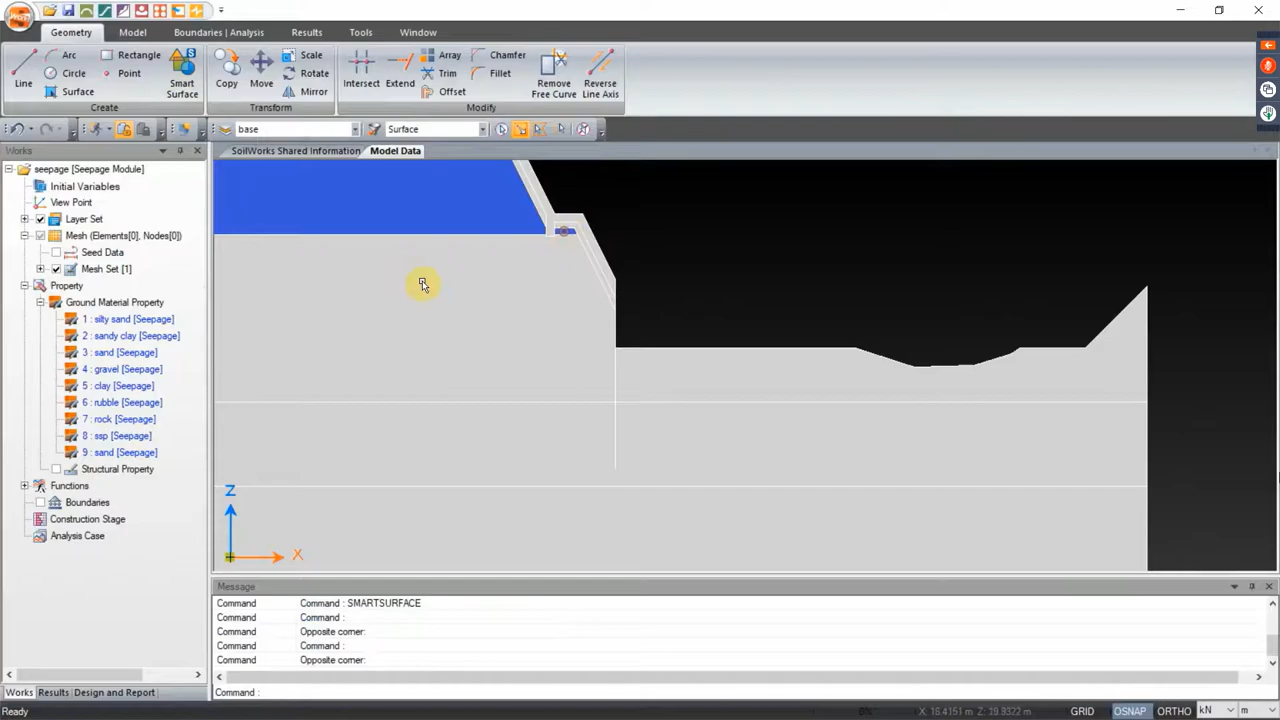 Geometry Model Boundaries | Analysis Results Tools Window
Line Arc Circle Surface Rectangle Point Smart Surface
Create
Copy Move Scale Rotate Mirror
Transform
Intersect Extend Array Trim Offset Chamfer Fillet Remove Free Curve Reverse Line Axis
Modify
base Surface
Works
SoilWorks Shared Information Model Data
seepage [Seepage Module]
Initial Variables
View Point
Layer Set
Mesh (Elements[0], Nodes[0])
Seed Data
Mesh Set [1]
Property
Ground Material Property
1 : silty sand [Seepage]
2 : sandy clay [Seepage]
3 : sand [Seepage]
4 : gravel [Seepage]
5 : clay [Seepage]
6 : rubble [Seepage]
7 : rock [Seepage]
8 : ssp [Seepage]
9 : sand [Seepage]
Structural Property
Functions
Boundaries
Construction Stage
Analysis Case
Z
X
Message
Command Command : SMARTSURFACE
Command Command :
Command Opposite corner:
Command Command :
Command Opposite corner:
Works Results Design and Report
Command :
Ready
0% X: 16.4151 m Z: 19.9322 m GRID OSNAP ORTHO kN m